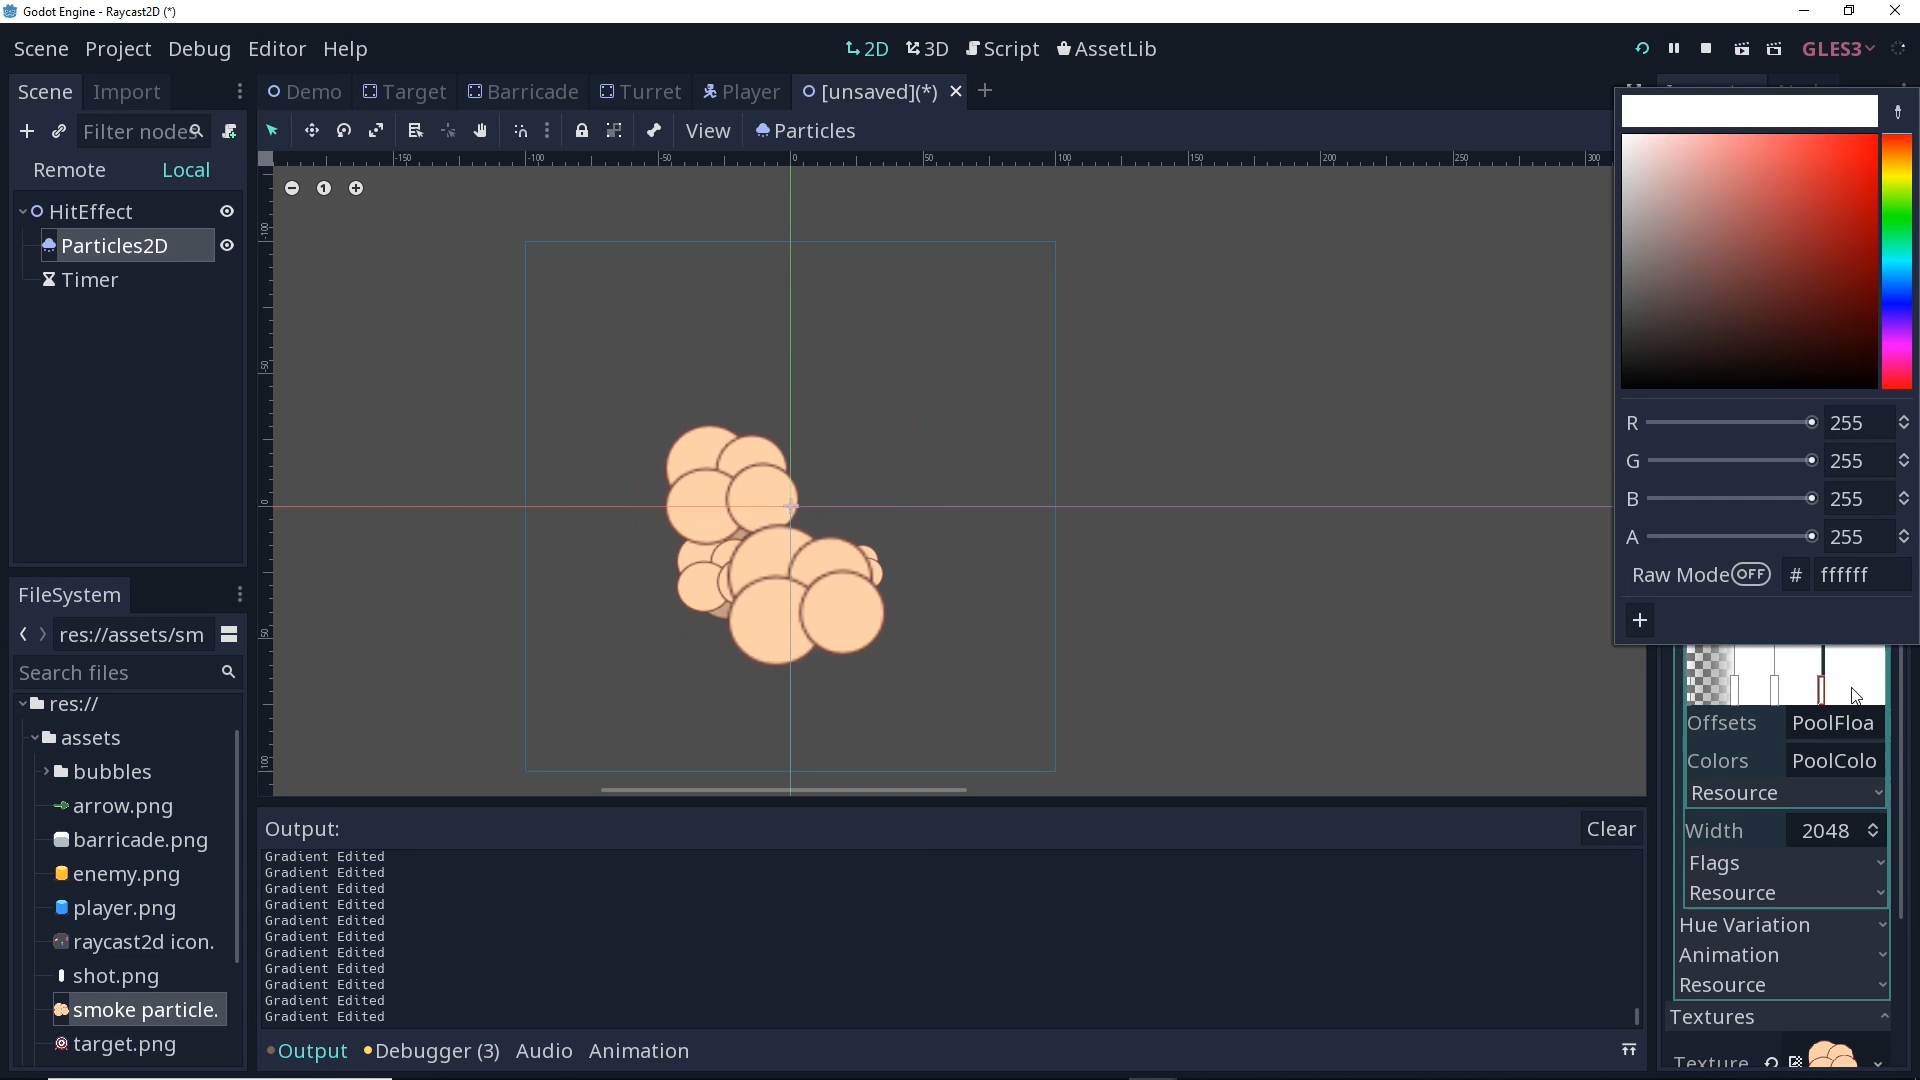 Godot Engine - Raycast2D (*)
Scene Project Debug Editor Help
2D 3D Script AssetLib
GLES3
Scene Import
Demo Target Barricade Turret Player [unsaved](*)
Filter nodes
View Particles
Remote Local
HitEffect
Particles2D
Timer
-150 -100 -50 0 50 100 150 200 250 300
-100
-50
0
50
100
R 255
G 255
B 255
A 255
Raw Mode OFF # ffffff
FileSystem
res://assets/sm
Search files
res://
assets
bubbles
arrow.png
barricade.png
enemy.png
player.png
raycast2d icon.
shot.png
smoke particle.
target.png
Output:
Clear
Gradient Edited
Gradient Edited
Gradient Edited
Gradient Edited
Gradient Edited
Gradient Edited
Gradient Edited
Gradient Edited
Gradient Edited
Gradient Edited
Gradient Edited
Output Debugger (3) Audio Animation
Offsets PoolFloa
Colors PoolColo
Resource
Width 2048
Flags
Resource
Hue Variation
Animation
Resource
Textures
Texture